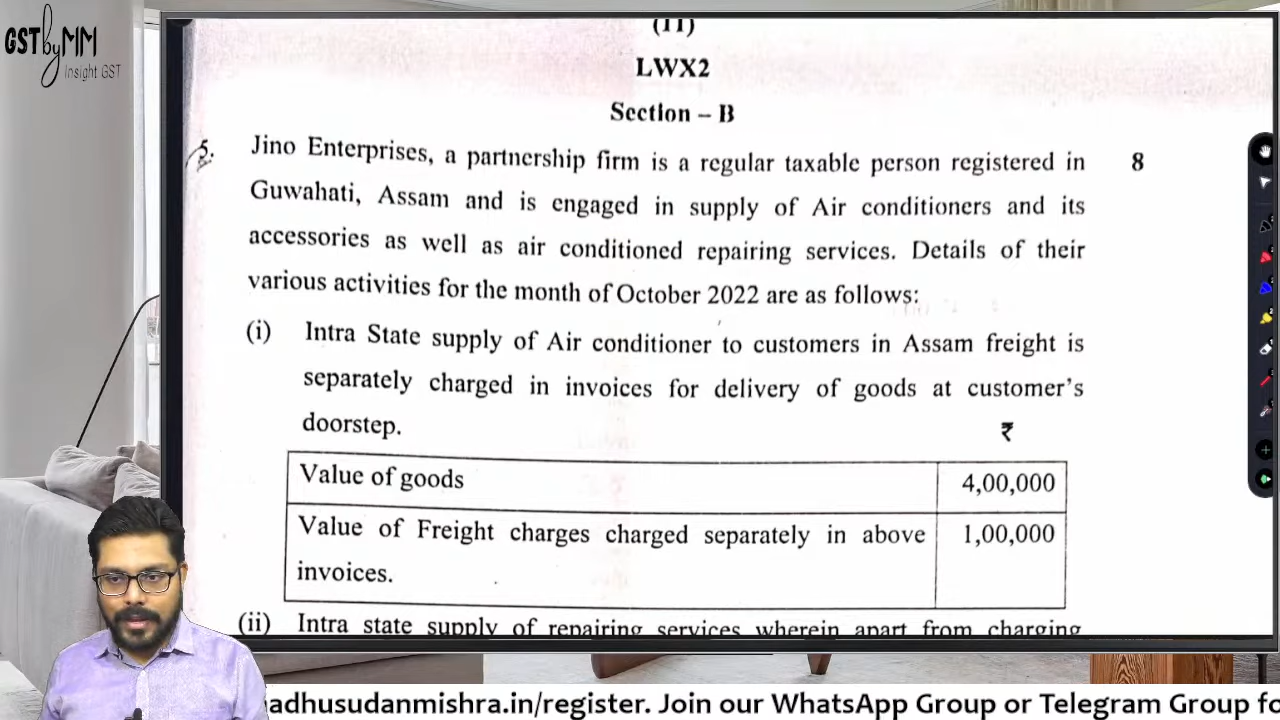 GSTbyMM
Insight GST
(11)
LWX2
Section – B
5. Jino Enterprises, a partnership firm is a regular taxable person registered in 8
Guwahati, Assam and is engaged in supply of Air conditioners and its
accessories as well as air conditioned repairing services. Details of their
various activities for the month of October 2022 are as follows:
(i) Intra State supply of Air conditioner to customers in Assam freight is
separately charged in invoices for delivery of goods at customer's
doorstep.
₹
Value of goods 4,00,000
Value of Freight charges charged separately in above 1,00,000
invoices.
(ii) Intra state supply of repairing services wherein apart from charging
adhusudanmishra.in/register. Join our WhatsApp Group or Telegram Group fo